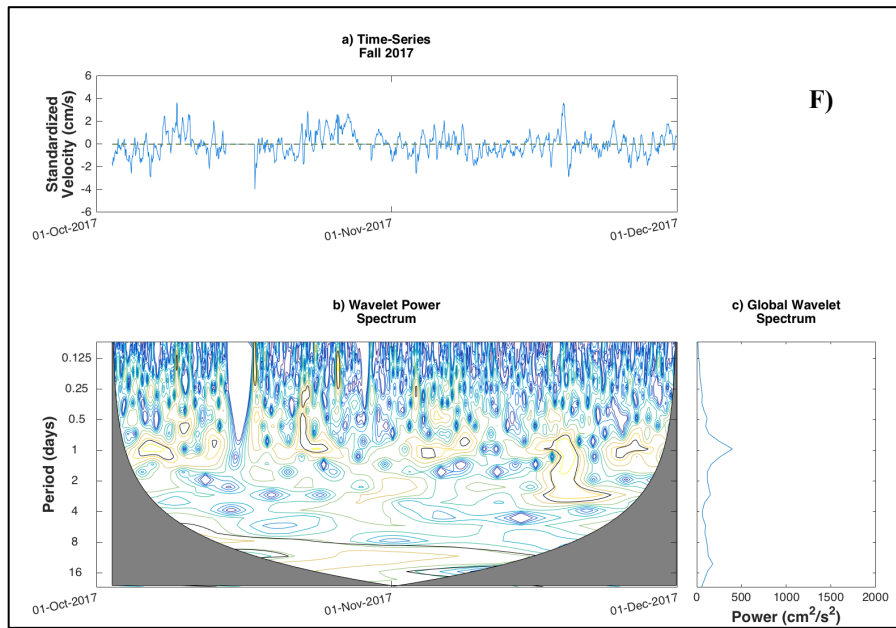 a) Time-Series
Fall 2017
F)
Standardized
Velocity (cm/s)
6
4
2
0
-2
-4
-6
01-Oct-2017
01-Nov-2017
01-Dec-2017
b) Wavelet Power
Spectrum
c) Global Wavelet
Spectrum
Period (days)
0.125
0.25
0.5
1
2
4
8
16
01-Oct-2017
01-Nov-2017
01-Dec-2017
0
500
1000
1500
2000
Power (cm²/s²)